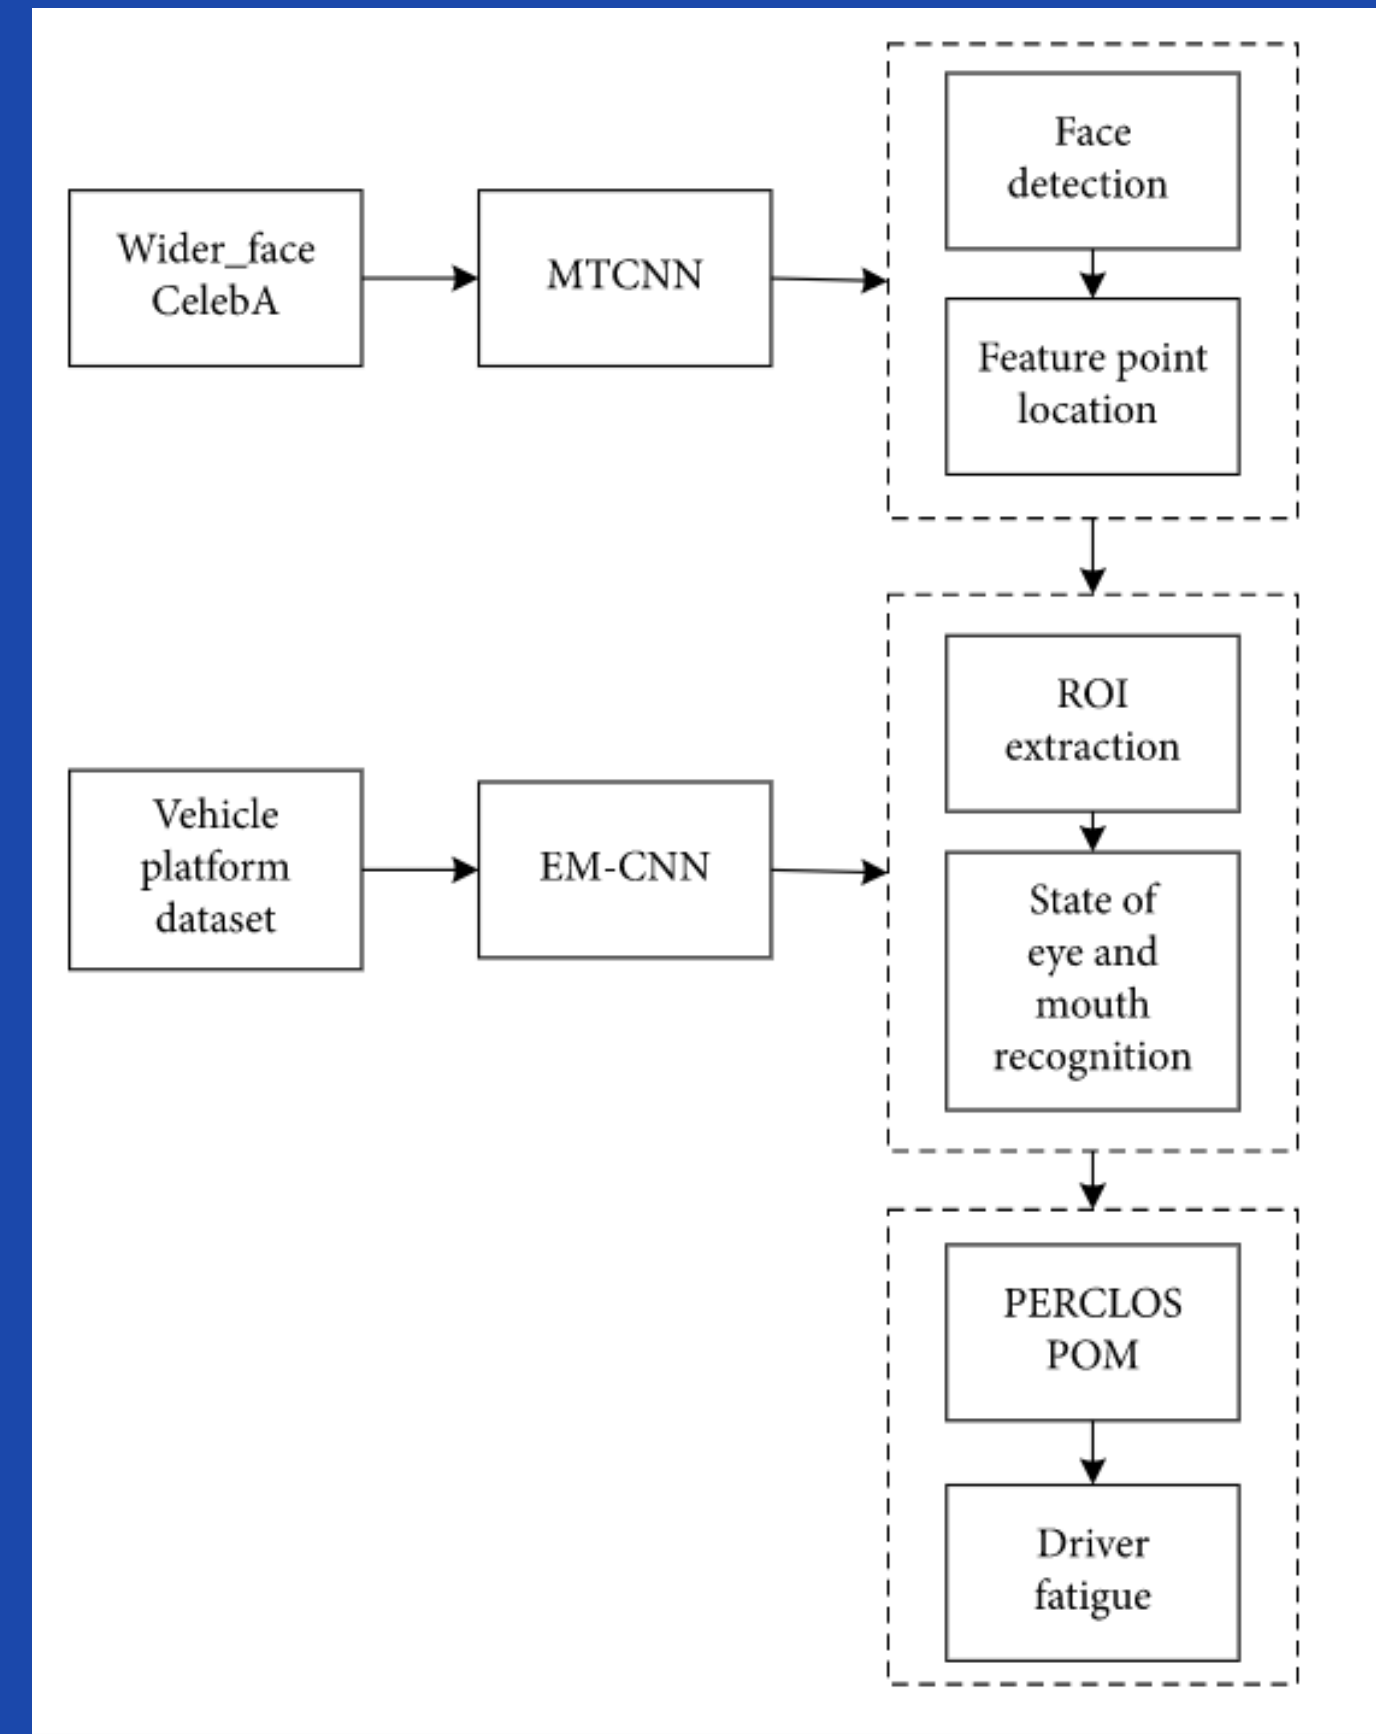 Face
detection
Wider_face
CelebA
MTCNN
Feature point
location
ROI
extraction
Vehicle
platform
dataset
EM-CNN
State of
eye and
mouth
recognition
PERCLOS
POM
Driver
fatigue